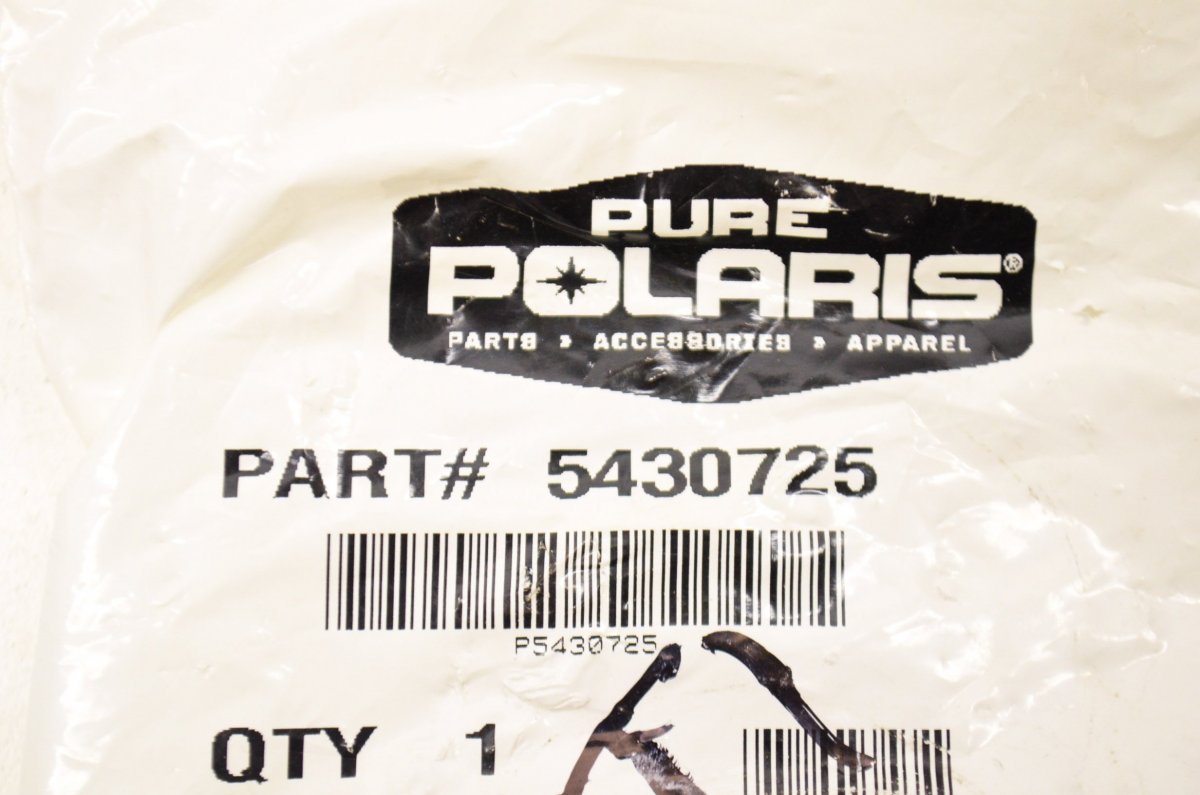 PURE
POLARIS®
PARTS » ACCESSORIES » APPAREL
PART# 5430725
P5430725
QTY 1